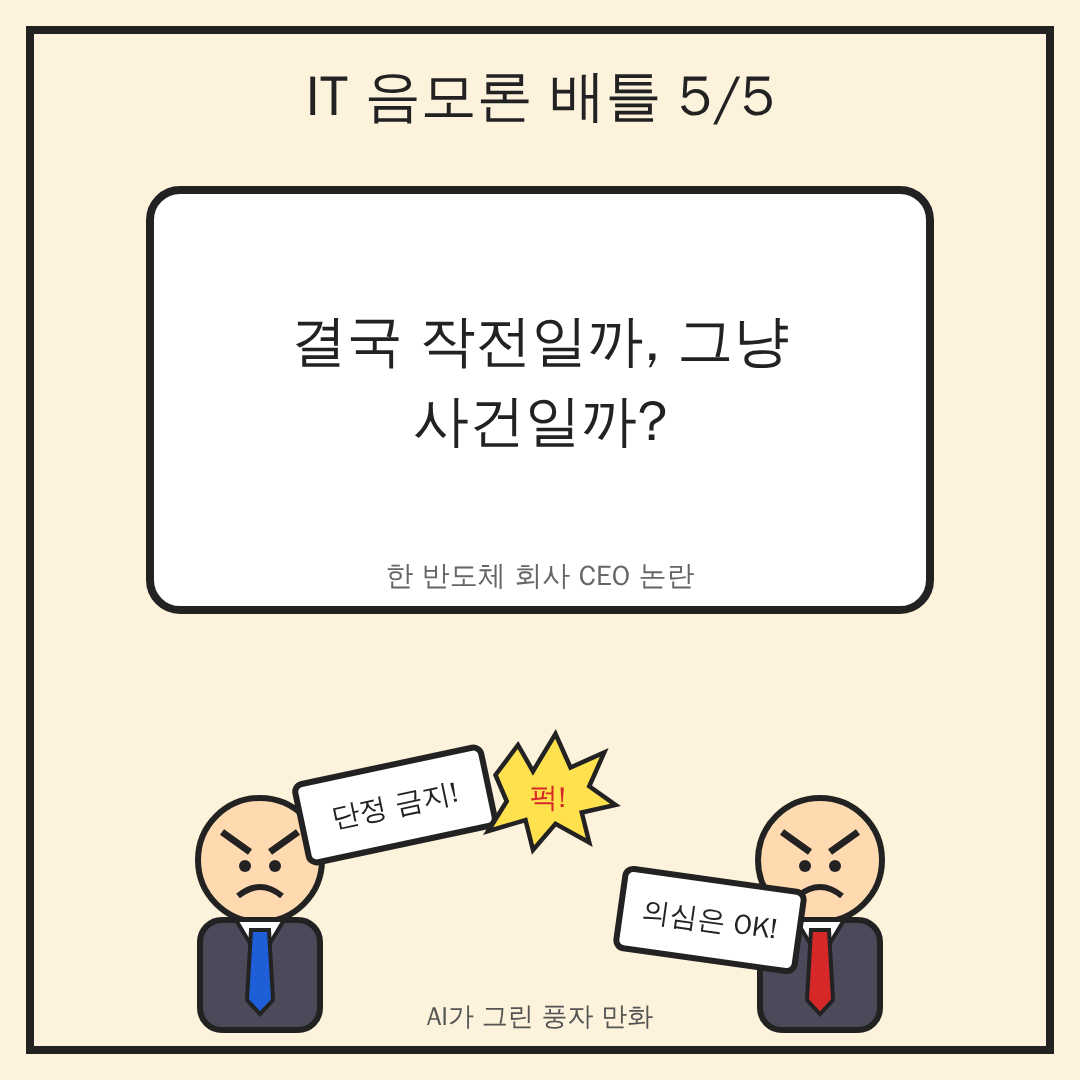 IT 음모론 배틀 5/5
결국 작전일까, 그냥
사건일까?
한 반도체 회사 CEO 논란
단정 금지!
퍽!
의심은 OK!
AI가 그린 풍자 만화